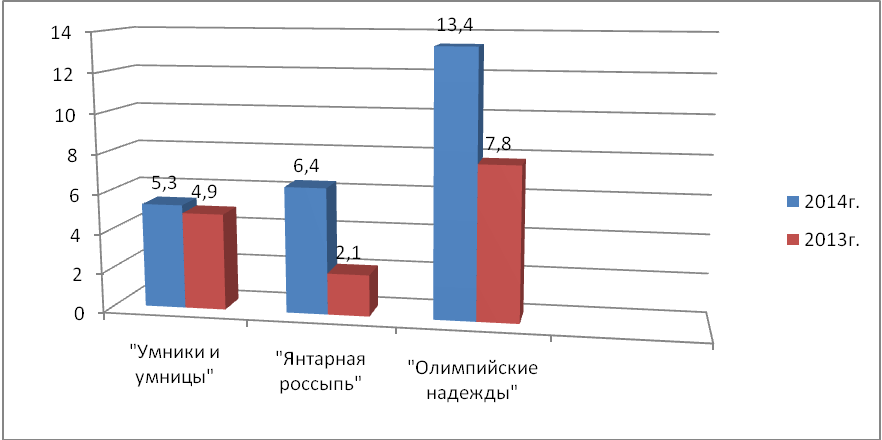 14
12
10
8
6
4
2
0
5,3
4,9
6,4
2,1
13,4
7,8
"Умники и
умницы"
"Янтарная
россыпь"
"Олимпийские
надежды"
2014г.
2013г.